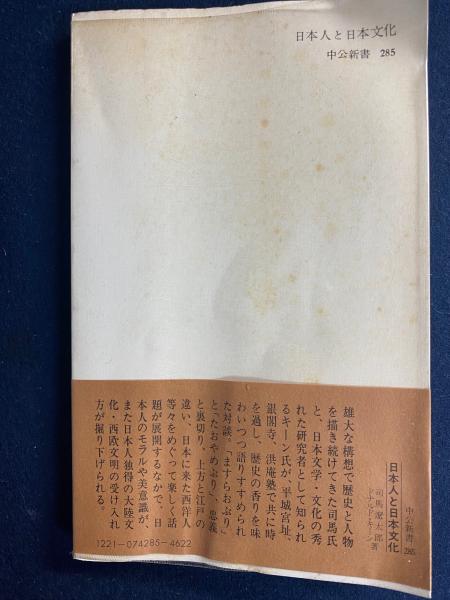 日本人と日本文化
中公新書 285
中公新書
285
日本人と日本文化
司馬遼太郎
ドナルド・キーン 著
雄大な構想で歴史と人物
を描き続けてきた司馬氏
と、日本文学・文化の秀
れた研究者として知られ
るキーン氏が、平城宮址、
銀閣寺、洪庵塾で共に時
を過し、歴史の香りを味
わいつつ語りすすめられ
た対談。「ますらおぶり」
と「たおやめぶり」、忠義
と裏切り、上方と江戸の
違い、日本に来た西洋人
等々をめぐって楽しく話
題が展開するなかで、日
本人のモラルや美意識が、
また日本人独得の大陸文
化・西欧文明の受け入れ
方が掘り下げられる。
1221-074285-4622